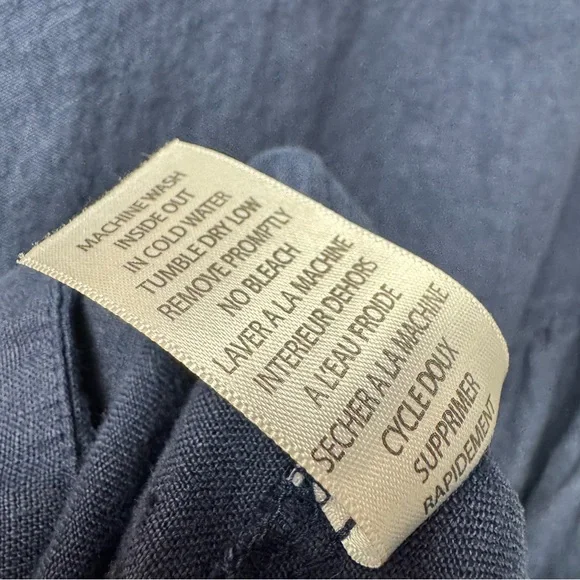 MACHINE WASH
INSIDE OUT
IN COLD WATER
TUMBLE DRY LOW
REMOVE PROMPTLY
NO BLEACH
LAVER A LA MACHINE
INTERIEUR DEHORS
A L'EAU FROIDE
SECHER A LA MACHINE
CYCLE DOUX
SUPPRIMER
RAPIDEMENT